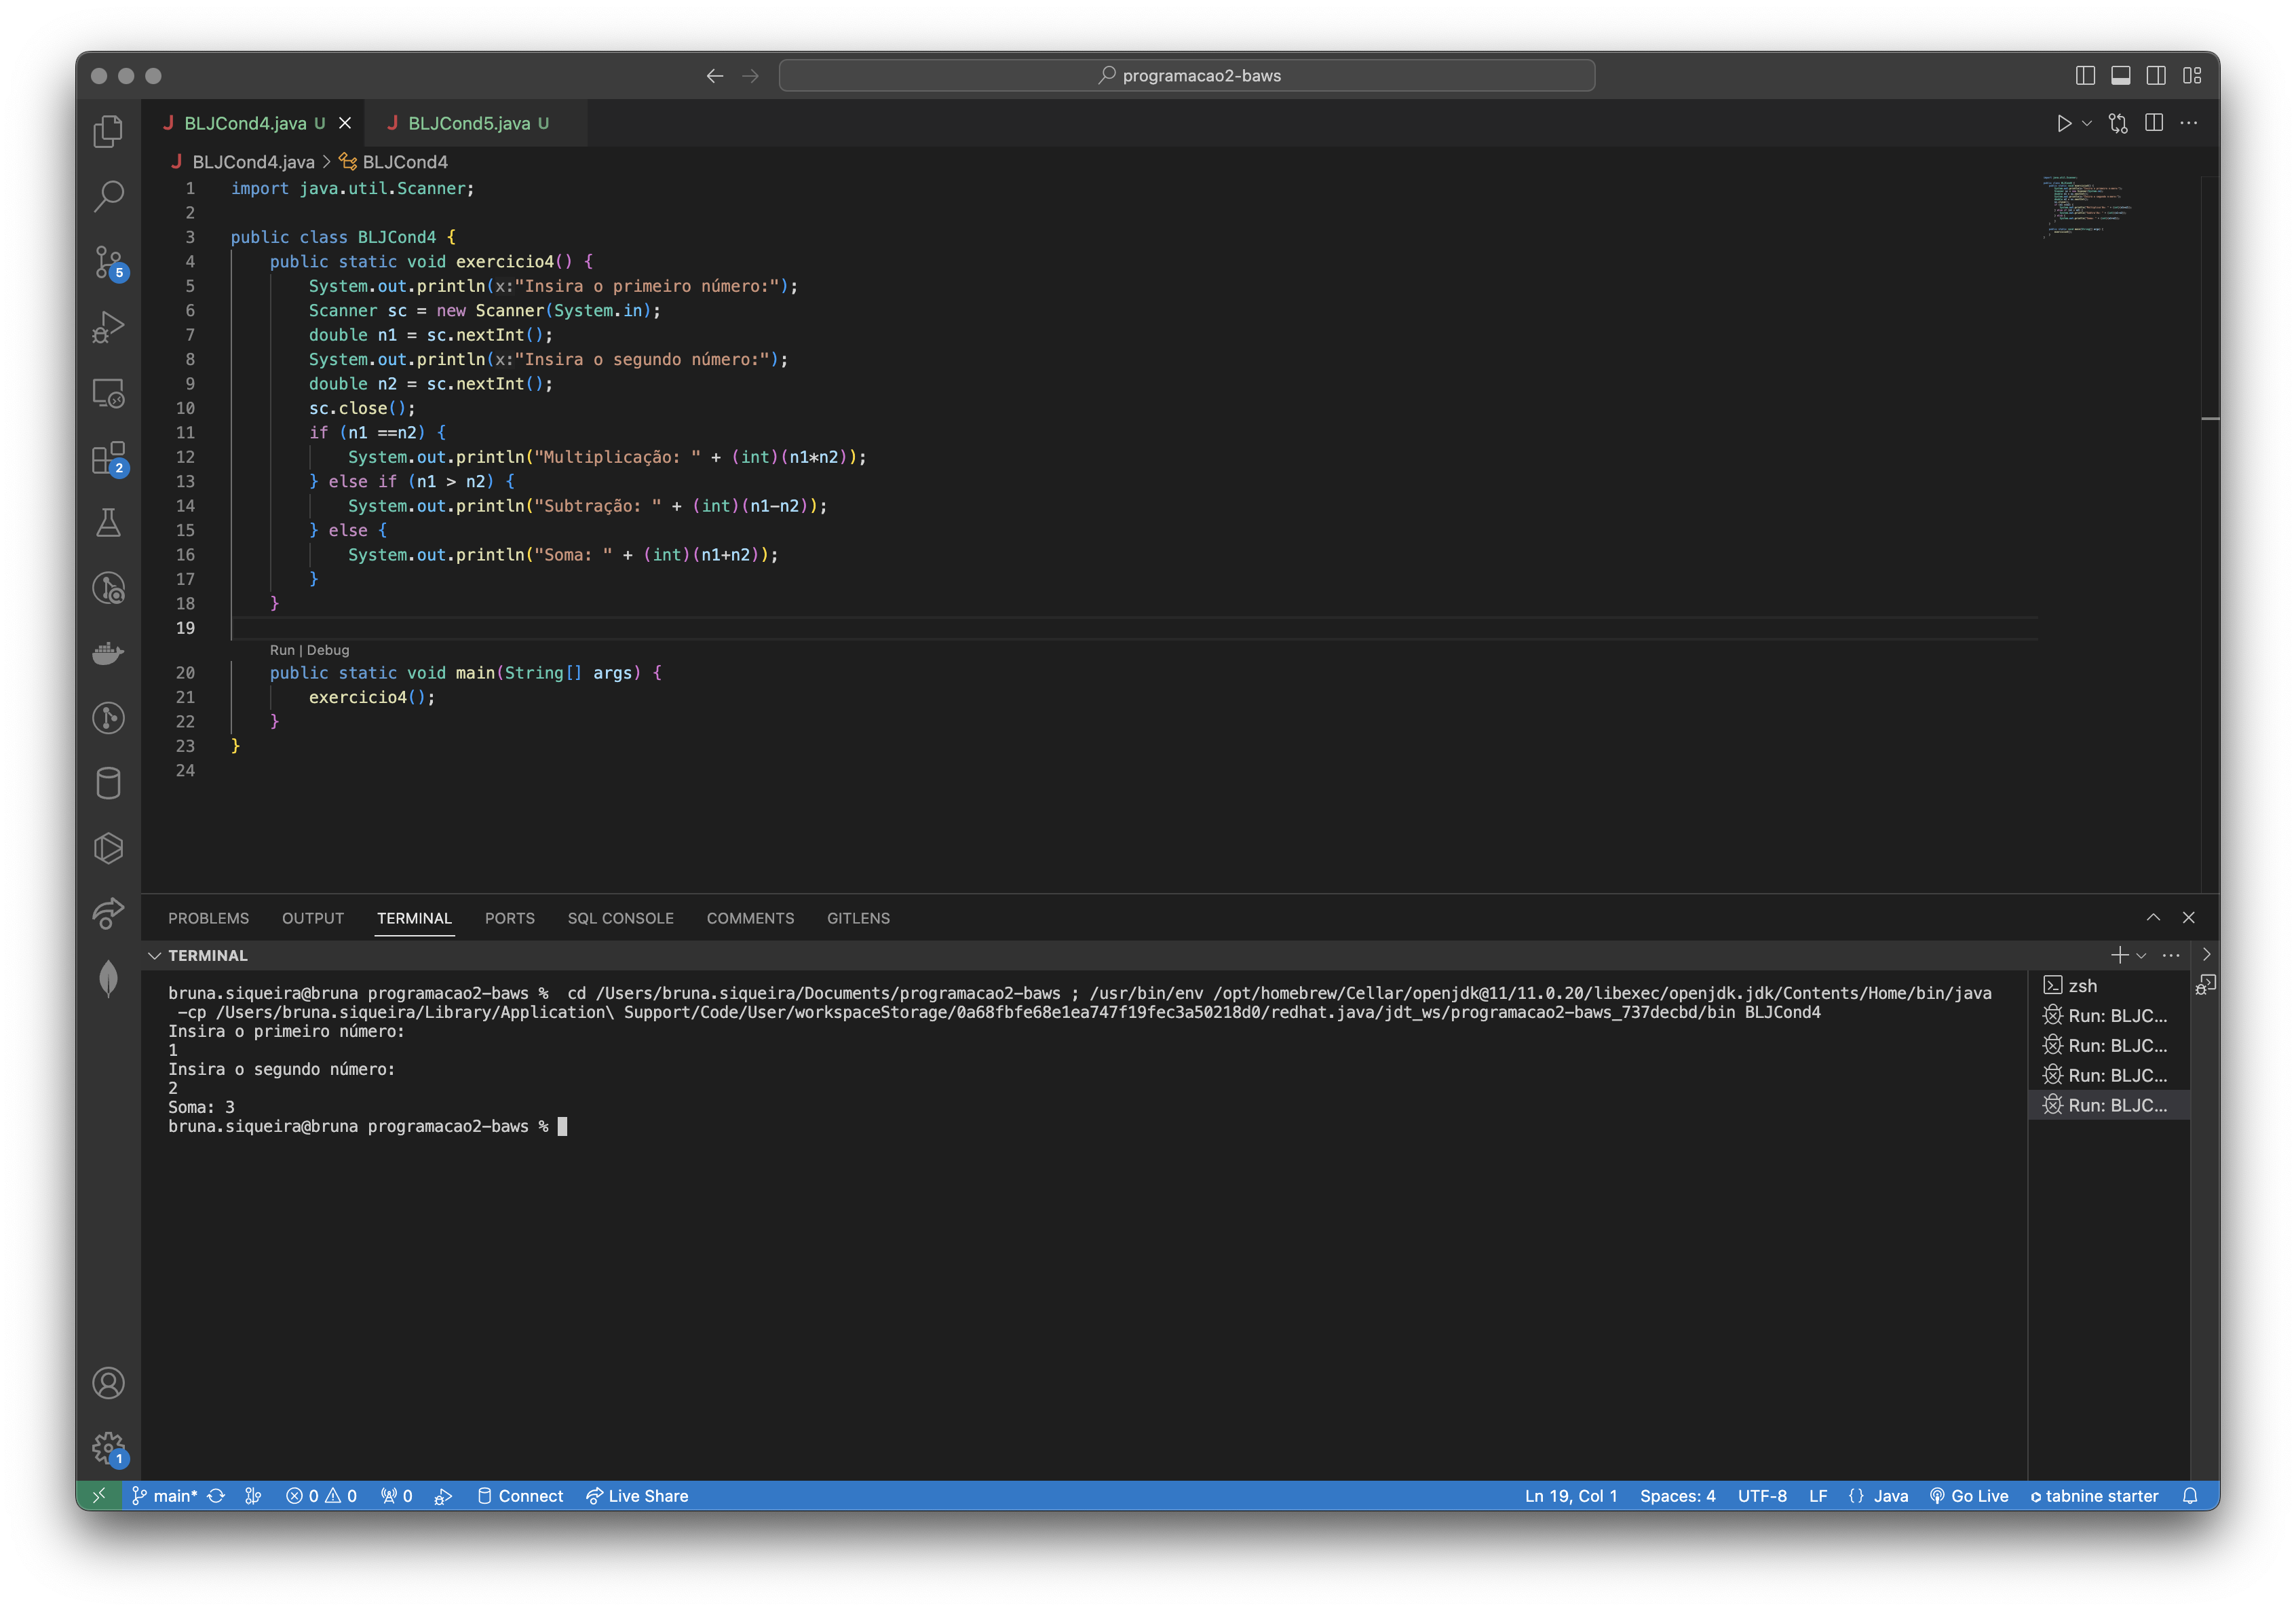 programacao2-baws
BLJCond4.java U
BLJCond5.java U
BLJCond4.java > BLJCond4
1 import java.util.Scanner;
2
3 public class BLJCond4 {
4 public static void exercicio4() {
5 System.out.println(x:"Insira o primeiro número:");
6 Scanner sc = new Scanner(System.in);
7 double n1 = sc.nextInt();
8 System.out.println(x:"Insira o segundo número:");
9 double n2 = sc.nextInt();
10 sc.close();
11 if (n1 ==n2) {
12 System.out.println("Multiplicação: " + (int)(n1*n2));
13 } else if (n1 > n2) {
14 System.out.println("Subtração: " + (int)(n1-n2));
15 } else {
16 System.out.println("Soma: " + (int)(n1+n2));
17 }
18 }
19
Run | Debug
20 public static void main(String[] args) {
21 exercicio4();
22 }
23 }
24
5
2
1
PROBLEMS OUTPUT TERMINAL PORTS SQL CONSOLE COMMENTS GITLENS
TERMINAL
bruna.siqueira@bruna programacao2-baws %  cd /Users/bruna.siqueira/Documents/programacao2-baws ; /usr/bin/env /opt/homebrew/Cellar/openjdk@11/11.0.20/libexec/openjdk.jdk/Contents/Home/bin/java
-cp /Users/bruna.siqueira/Library/Application\ Support/Code/User/workspaceStorage/0a68fbfe68e1ea747f19fec3a50218d0/redhat.java/jdt_ws/programacao2-baws_737decbd/bin BLJCond4
Insira o primeiro número:
1
Insira o segundo número:
2
Soma: 3
bruna.siqueira@bruna programacao2-baws %
zsh
Run: BLJC...
Run: BLJC...
Run: BLJC...
Run: BLJC...
main* 0 0 0 Connect Live Share Ln 19, Col 1 Spaces: 4 UTF-8 LF {} Java Go Live tabnine starter